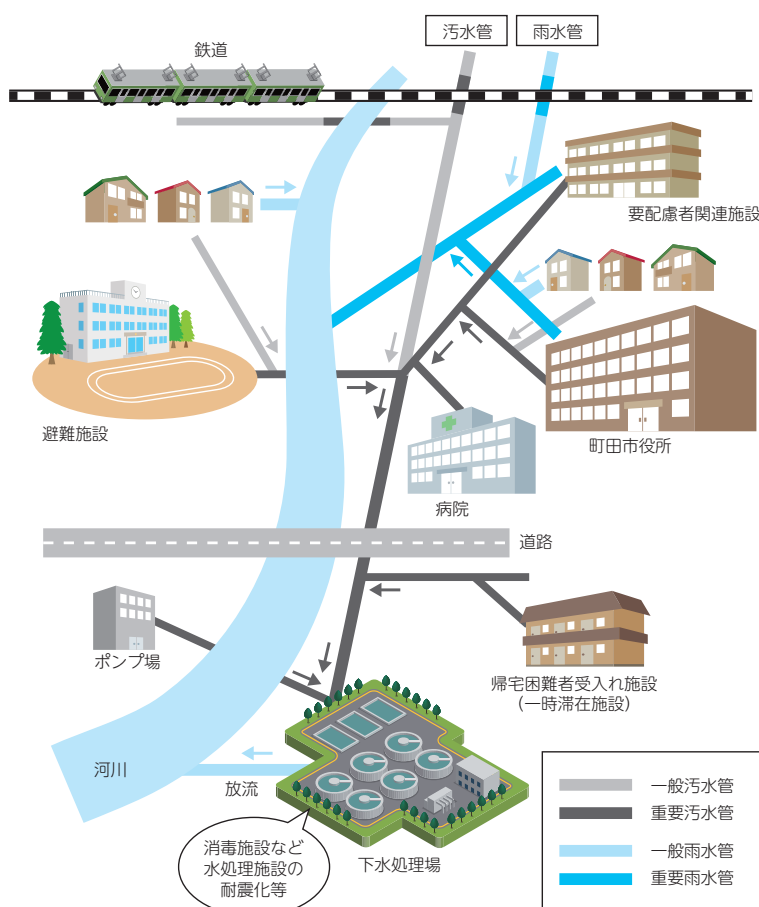 汚水管
雨水管
鉄道
要配慮者関連施設
避難施設
町田市役所
病院
道路
ポンプ場
帰宅困難者受入れ施設
(一時滞在施設)
河川
放流
下水処理場
消毒施設など
水処理施設の
耐震化等
一般汚水管
重要汚水管
一般雨水管
重要雨水管